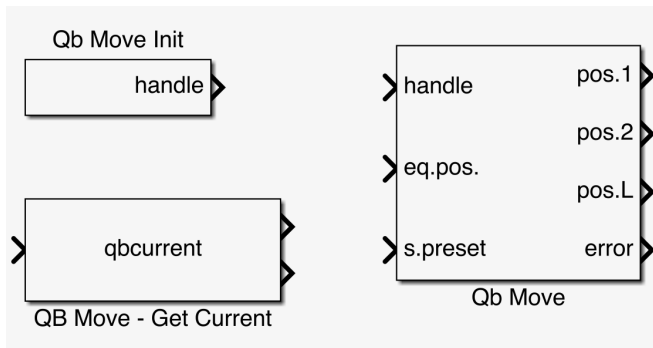 Qb Move Init
handle
qbcurrent
QB Move - Get Current
handle
eq.pos.
s.preset
pos.1
pos.2
pos.L
error
Qb Move